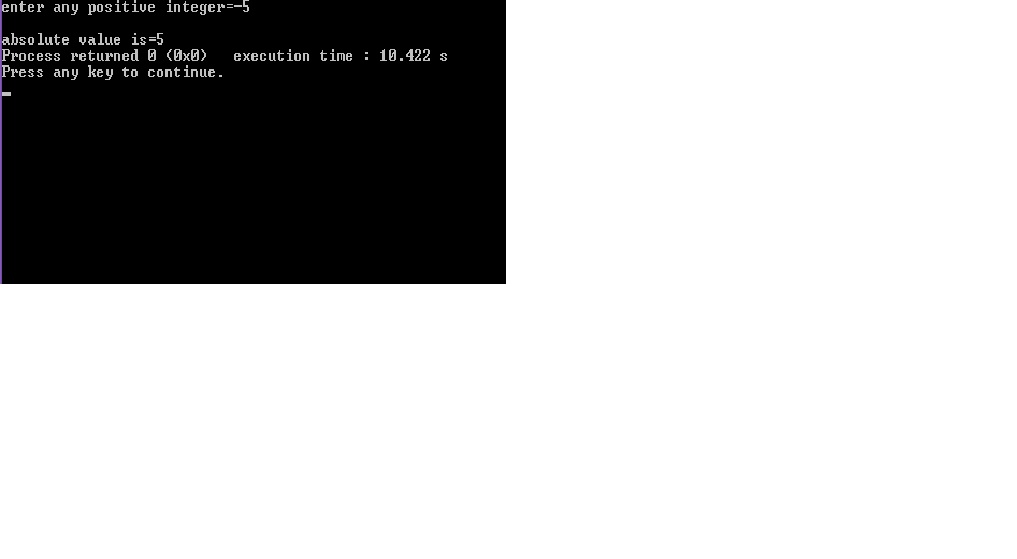 enter any positive integer=-5
absolute value is=5
Process returned 0 (0x0)   execution time : 10.422 s
Press any key to continue.